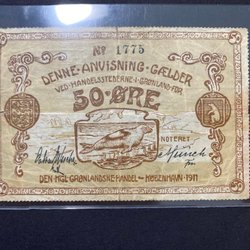 No 1775
DENNE·ANVISNING·GÆLDER
VED·HANDELSSTEDERNE·I·GRØNLAND·FOR
50·ØRE
NOTERET
DEN·KGL·GRØNLANDSKE·HANDEL·KØBENHAVN·1911